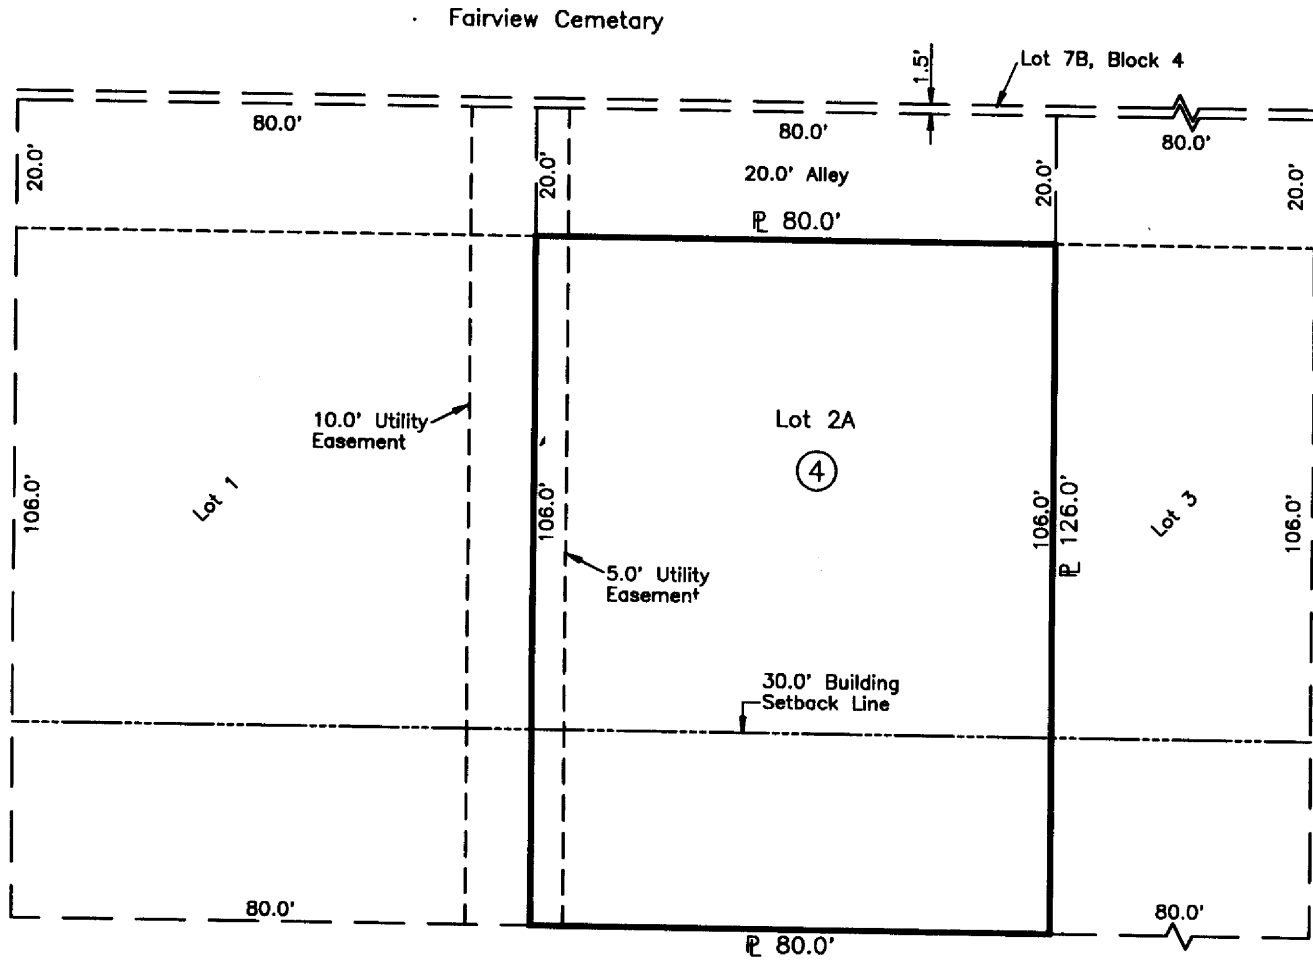 Fairview Cemetary
1.5'
Lot 7B, Block 4
80.0'
80.0'
80.0'
20.0'
20.0'
20.0' Alley
20.0'
20.0'
℄ 80.0'
10.0' Utility
Easement
Lot 2A
4
106.0'
Lot 1
106.0'
106.0'
℄ 126.0'
Lot 3
106.0'
5.0' Utility
Easement
30.0' Building
Setback Line
80.0'
℄ 80.0'
80.0'